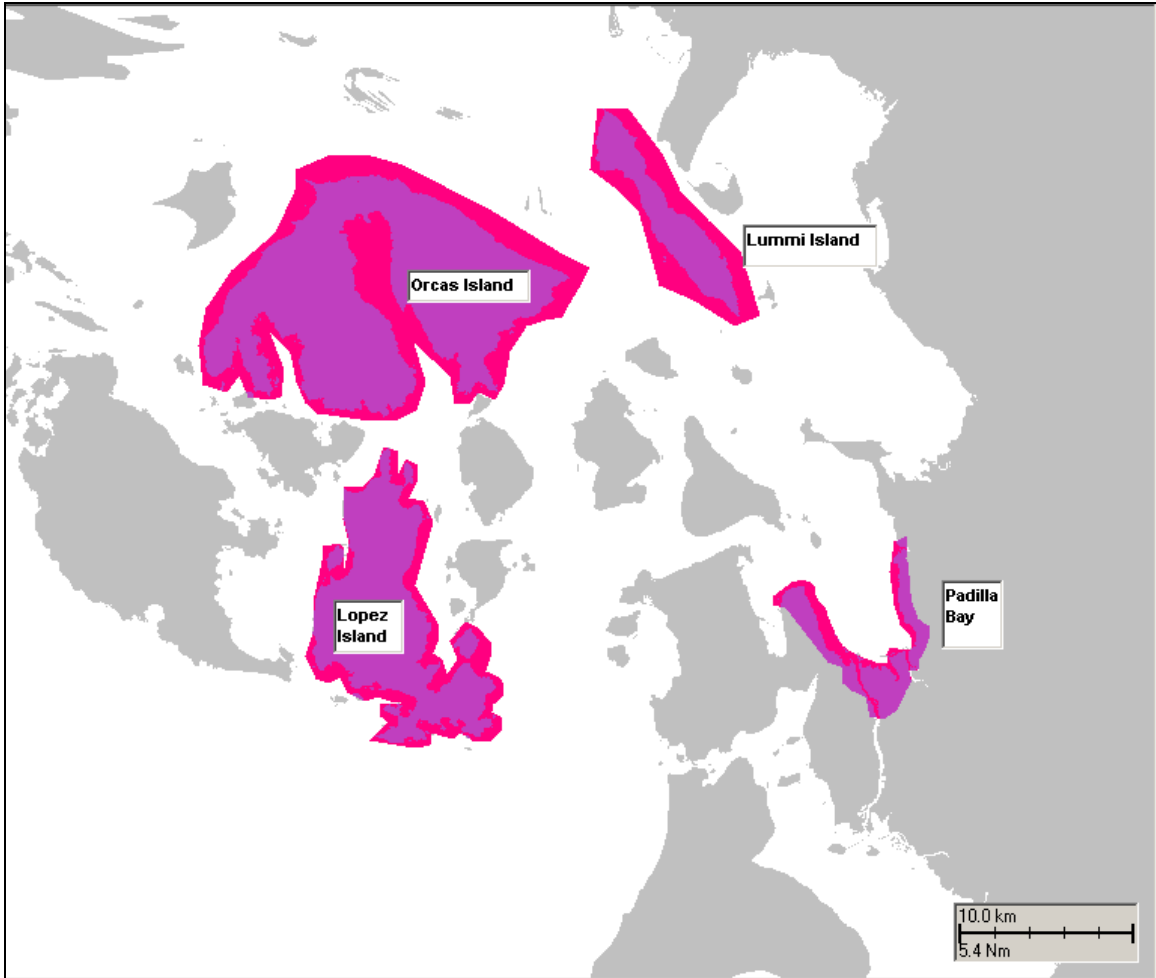 Lummi Island
Orcas Island
Padilla
Bay
Lopez
Island
10.0 km
5.4 Nm